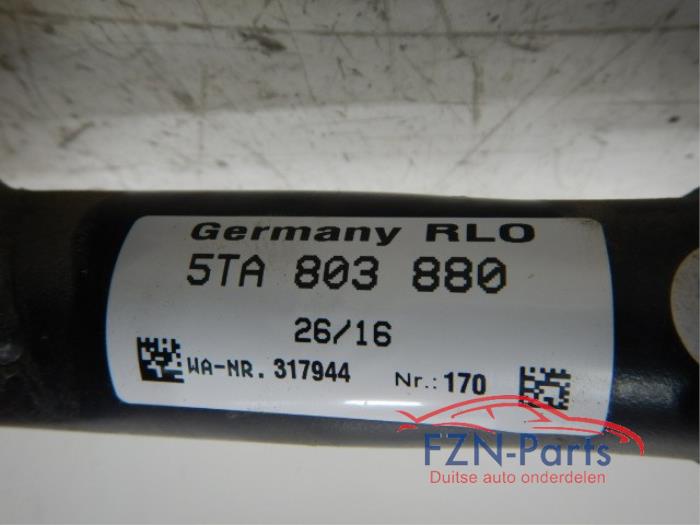 Germany RLO
5TA 803 880
26/16
WA-NR. 317944 Nr.: 170
FZN-Parts
Duitse auto onderdelen